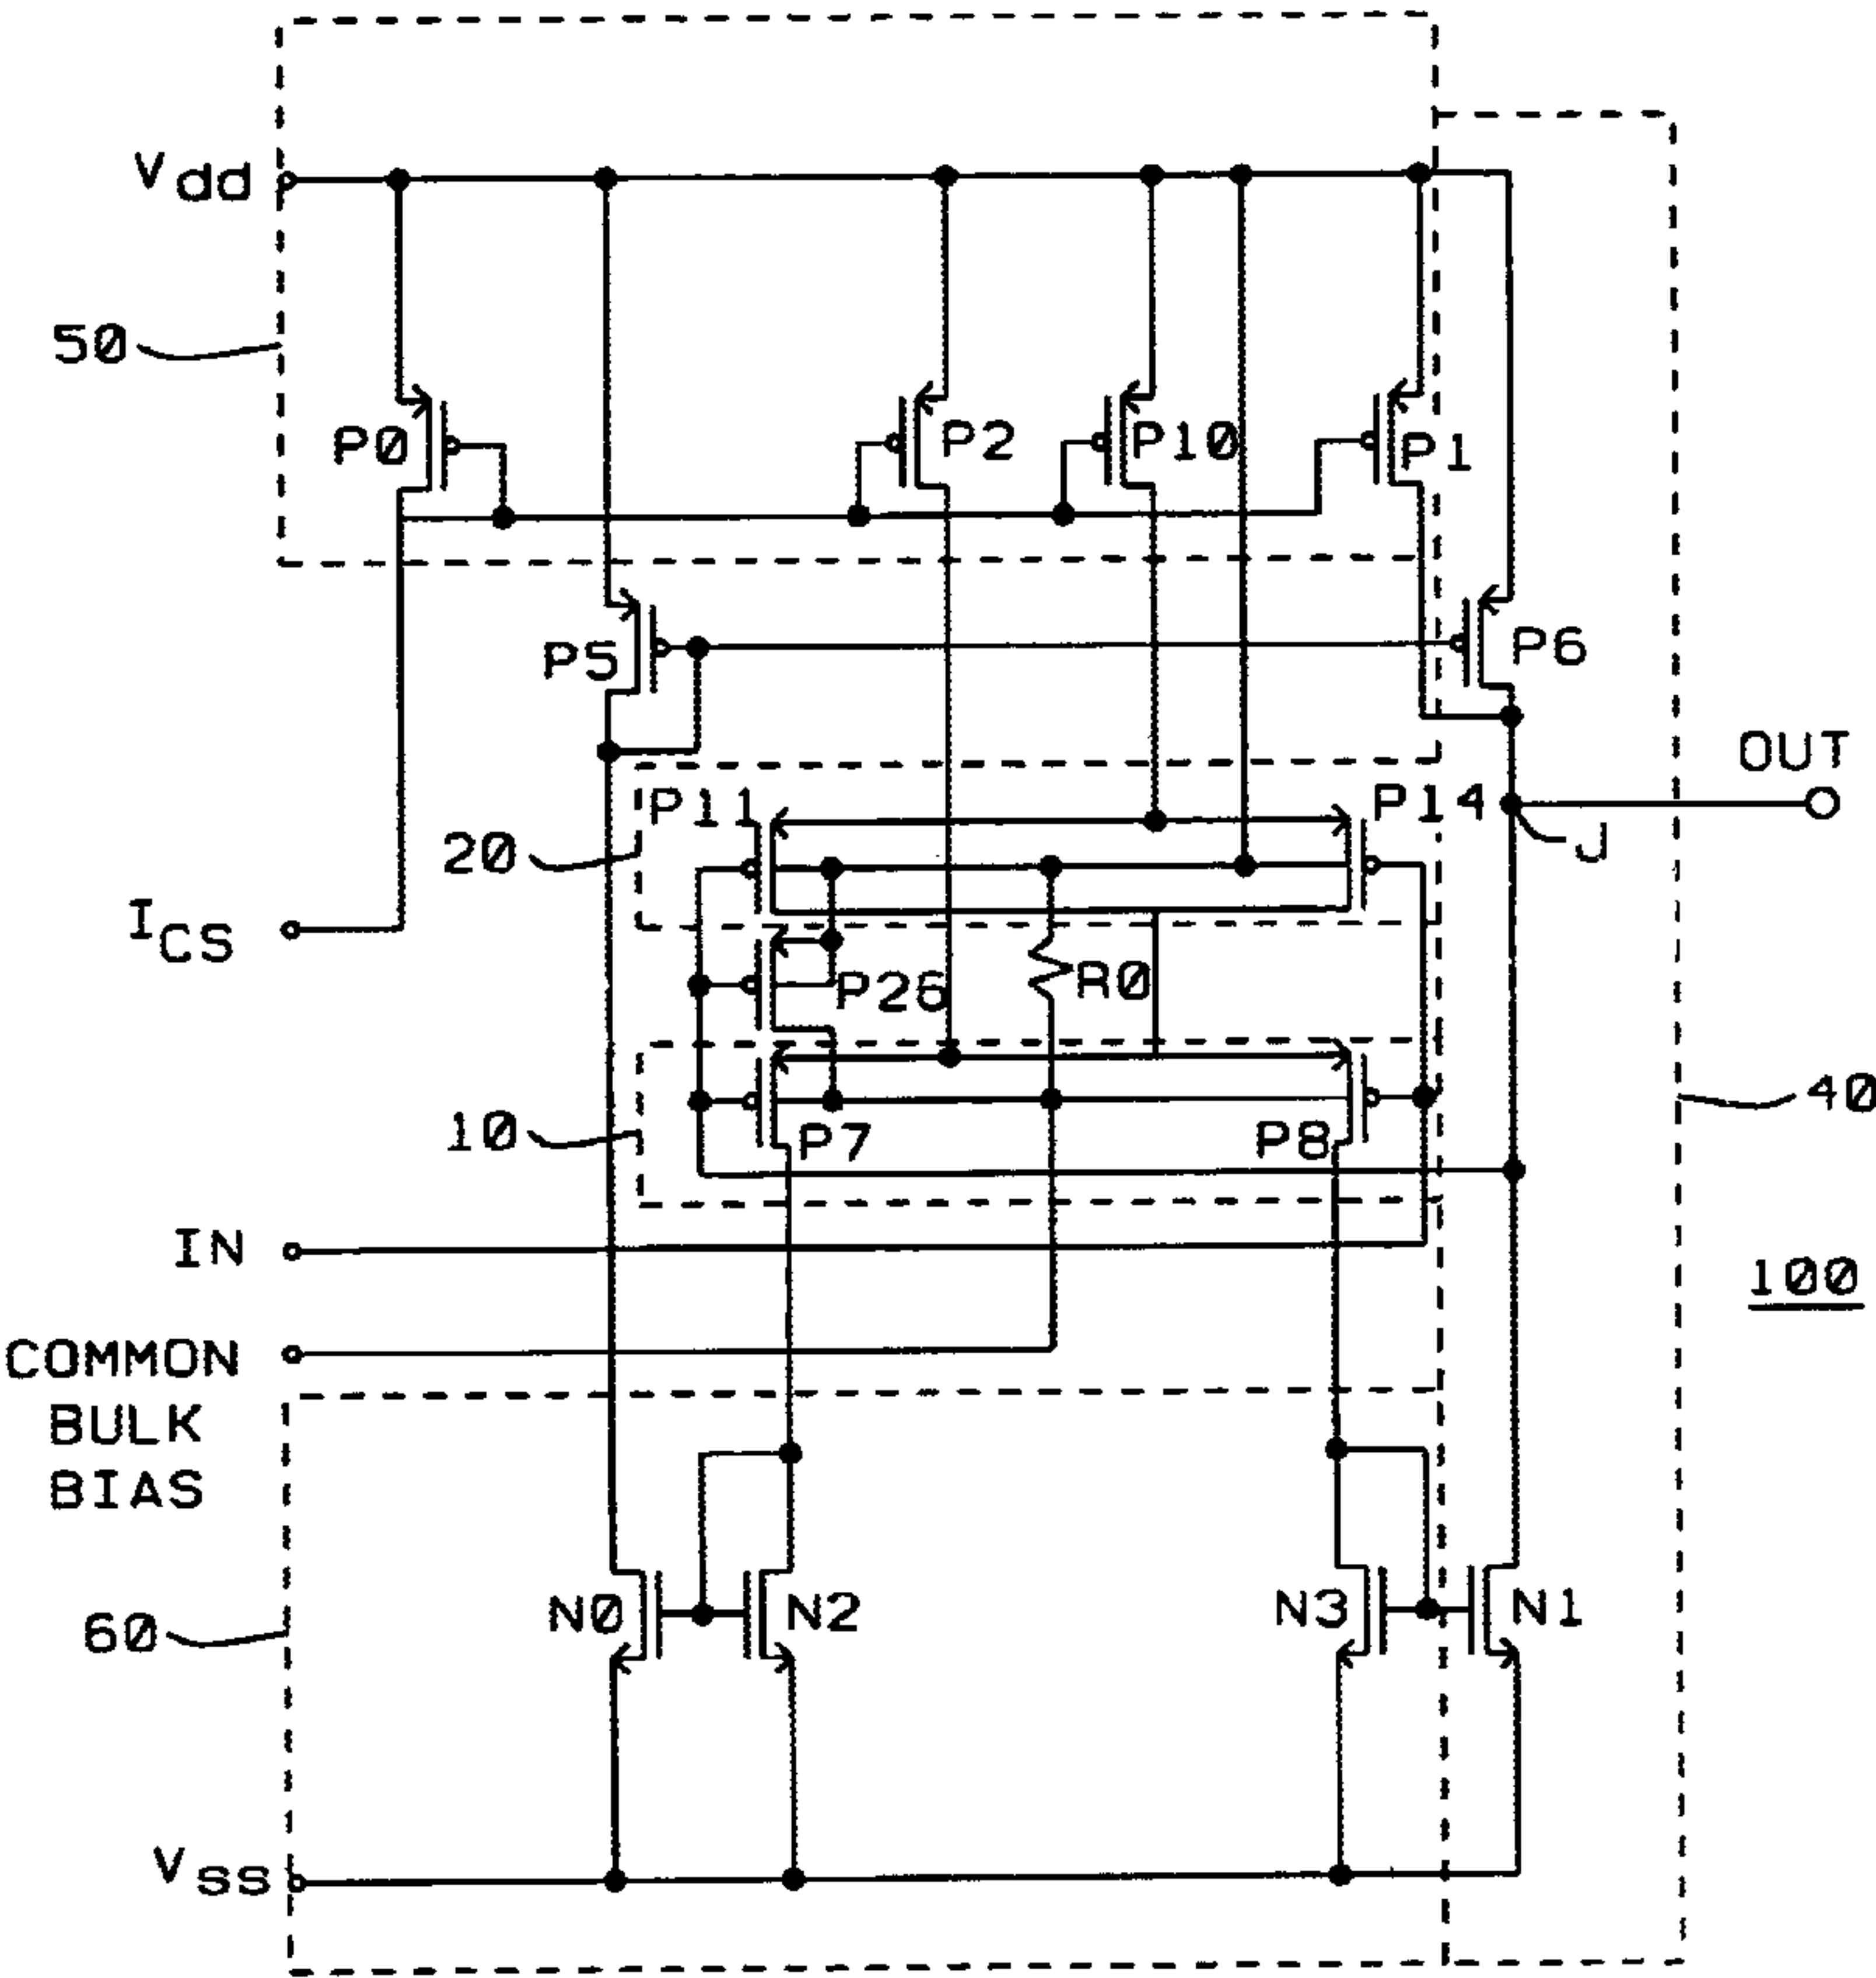 Vdd
50
P0
P2
P10
P1
P5
P6
OUT
P11
P14
20
J
ICS
P26
R0
40
10
P7
P8
IN
100
COMMON
BULK
BIAS
60
N0
N2
N3
N1
VSS